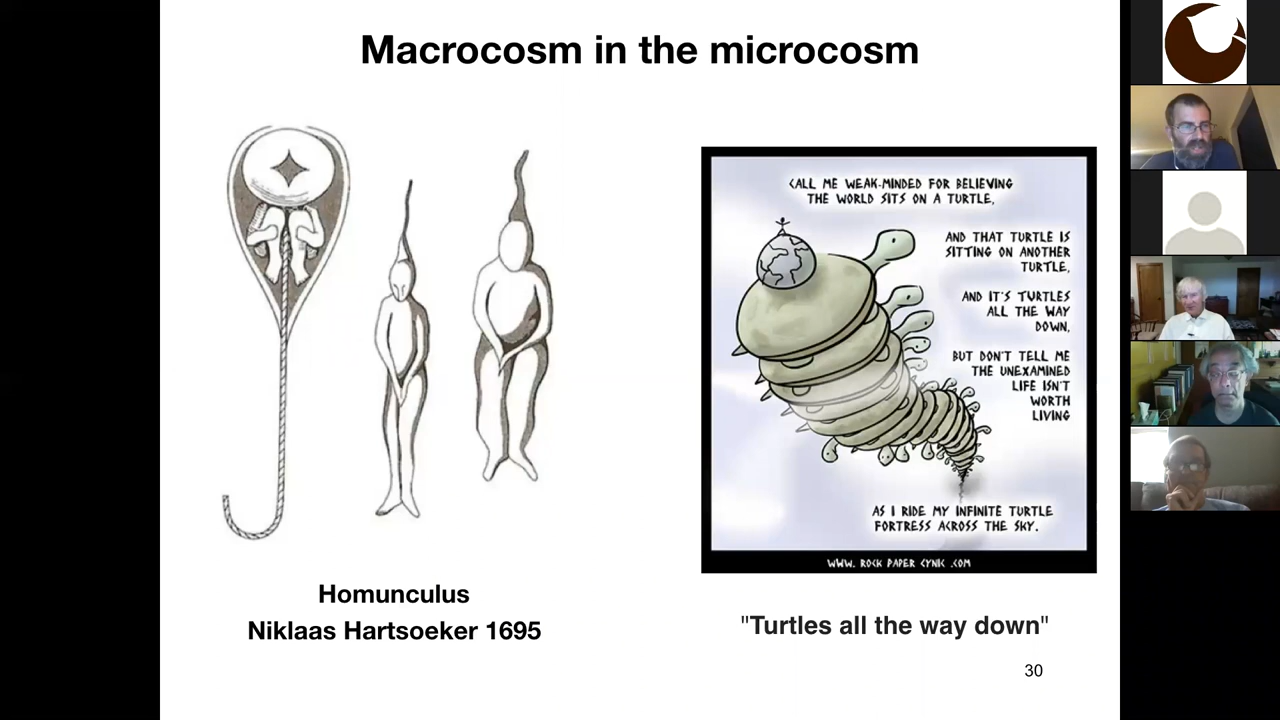 Macrocosm in the microcosm
CALL ME WEAK-MINDED FOR BELIEVING
THE WORLD SITS ON A TURTLE,
AND THAT TURTLE IS
SITTING ON ANOTHER
TURTLE,
AND IT'S TURTLES
ALL THE WAY
DOWN,
BUT DON'T TELL ME
THE UNEXAMINED
LIFE ISN'T
WORTH
LIVING
AS I RIDE MY INFINITE TURTLE
FORTRESS ACROSS THE SKY.
WWW. ROCK PAPER CYNIC .COM
Homunculus
Niklaas Hartsoeker 1695
"Turtles all the way down"
30